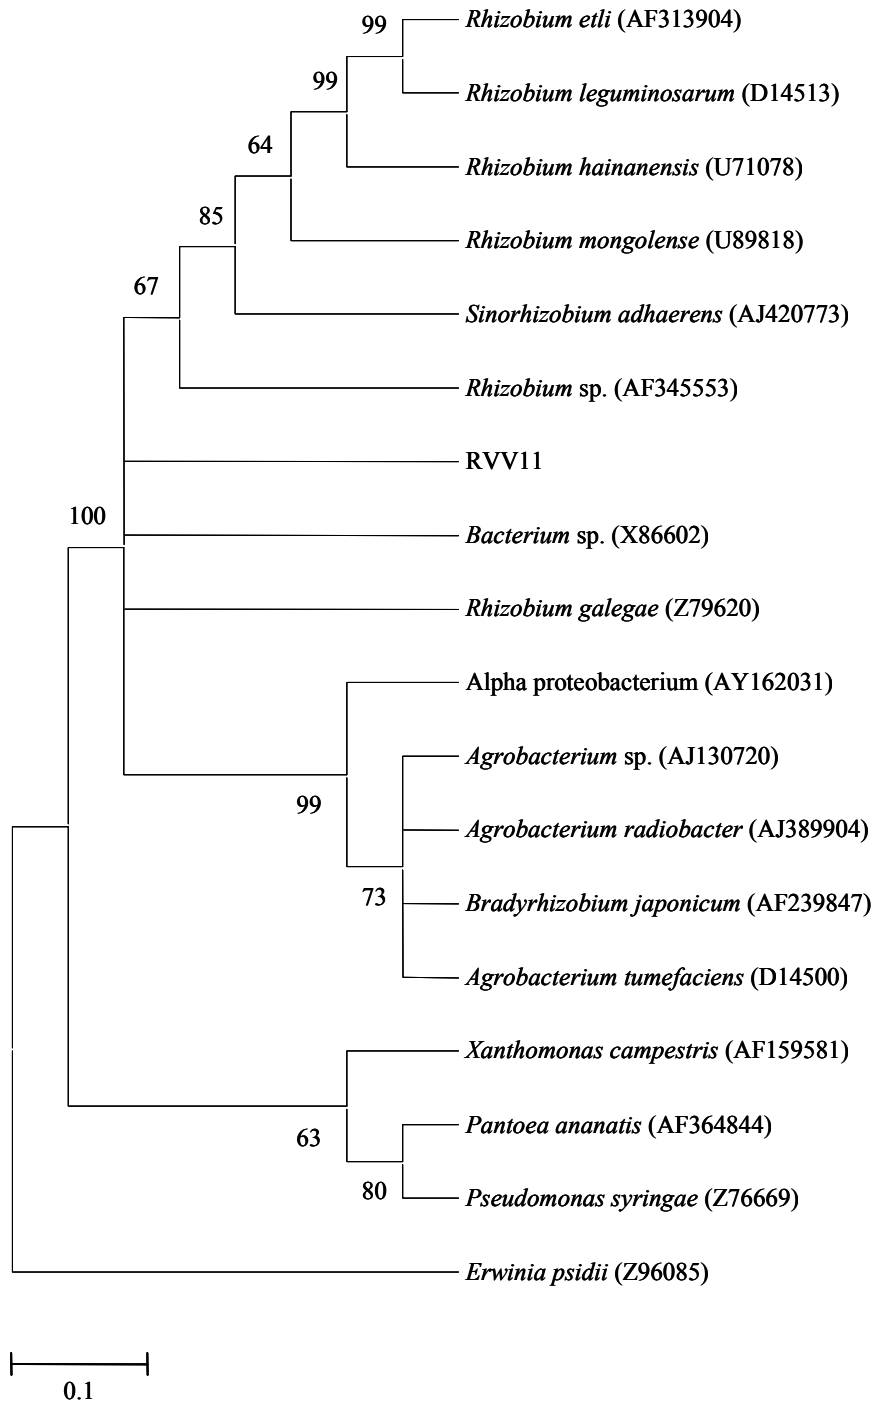 99
Rhizobium etli (AF313904)
99
Rhizobium leguminosarum (D14513)
64
Rhizobium hainanensis (U71078)
85
Rhizobium mongolense (U89818)
67
Sinorhizobium adhaerens (AJ420773)
Rhizobium sp. (AF345553)
RVV11
100
Bacterium sp. (X86602)
Rhizobium galegae (Z79620)
Alpha proteobacterium (AY162031)
Agrobacterium sp. (AJ130720)
99
Agrobacterium radiobacter (AJ389904)
73
Bradyrhizobium japonicum (AF239847)
Agrobacterium tumefaciens (D14500)
Xanthomonas campestris (AF159581)
63
Pantoea ananatis (AF364844)
80
Pseudomonas syringae (Z76669)
Erwinia psidii (Z96085)
0.1